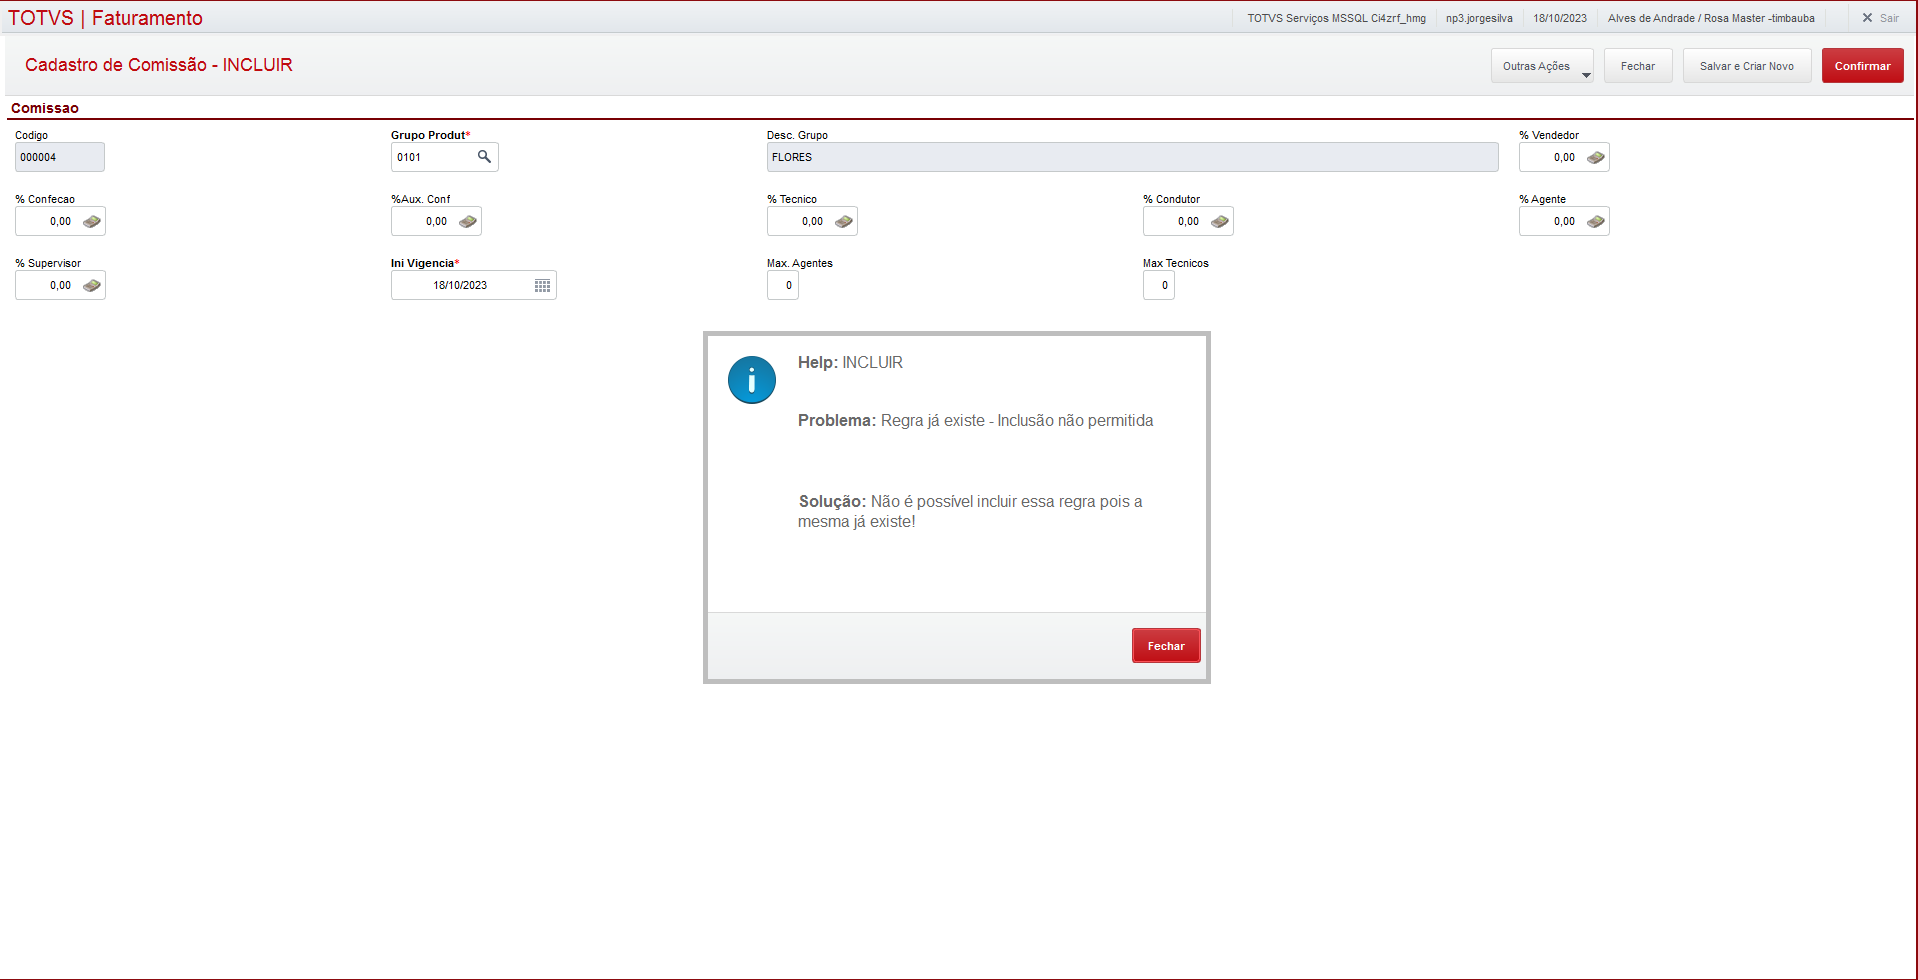 TOTVS | Faturamento
TOTVS Serviços MSSQL Ci4zrf_hmg np3.jorgesilva 18/10/2023 Alves de Andrade / Rosa Master -timbauba Sair
Cadastro de Comissão - INCLUIR
Outras Ações Fechar Salvar e Criar Novo Confirmar
Comissao
Codigo Grupo Produt* Desc. Grupo % Vendedor
000004 0101 FLORES 0,00
% Confecao %Aux. Conf % Tecnico % Condutor % Agente
0,00 0,00 0,00 0,00 0,00
% Supervisor Ini Vigencia* Max. Agentes Max Tecnicos
0,00 18/10/2023 0 0
Help: INCLUIR
Problema: Regra já existe - Inclusão não permitida
Solução: Não é possível incluir essa regra pois a
mesma já existe!
Fechar